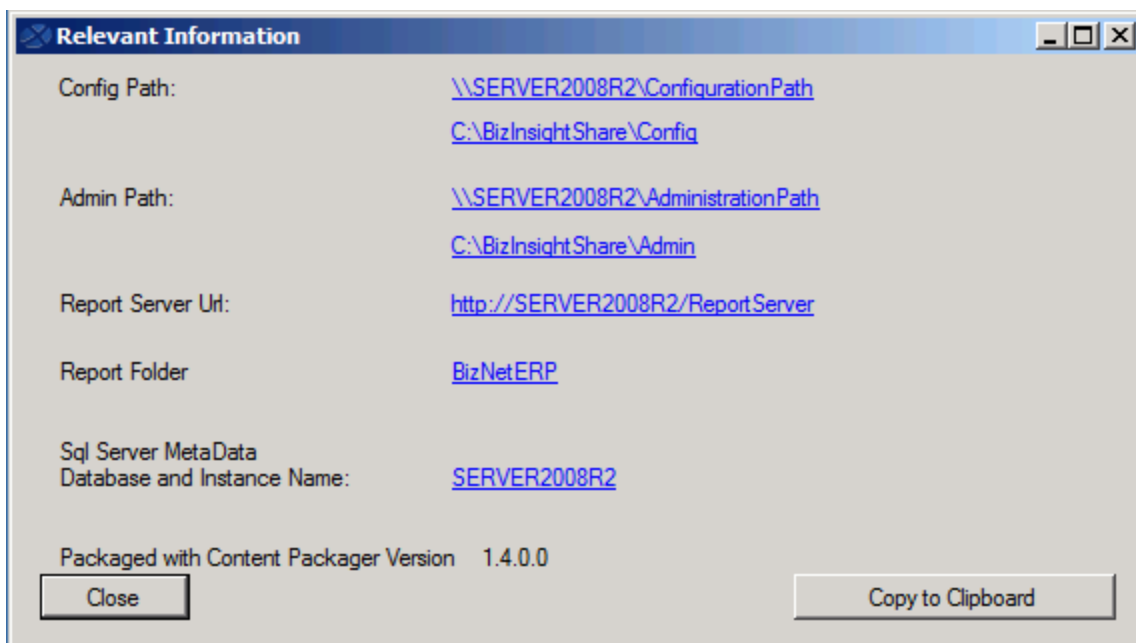 Relevant Information
Config Path: \\SERVER2008R2\ConfigurationPath
C:\BizInsightShare\Config
Admin Path: \\SERVER2008R2\AdministrationPath
C:\BizInsightShare\Admin
Report Server Url: http://SERVER2008R2/ReportServer
Report Folder BizNetERP
Sql Server MetaData
Database and Instance Name: SERVER2008R2
Packaged with Content Packager Version 1.4.0.0
Close Copy to Clipboard